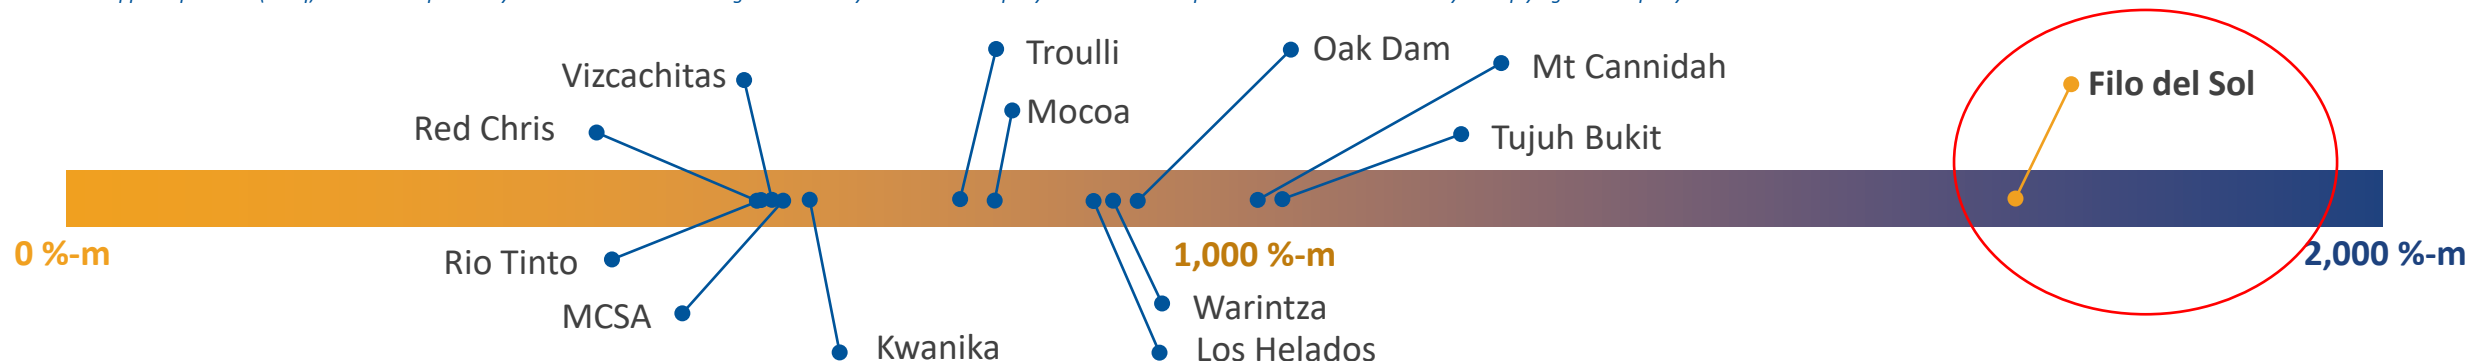 Troulli
Oak Dam
Mt Cannidah
Vizcachitas
Filo del Sol
Mocoa
Red Chris
Tujuh Bukit
0 %-m
1,000 %-m
2,000 %-m
Rio Tinto
Warintza
MCSA
Kwanika
Los Helados